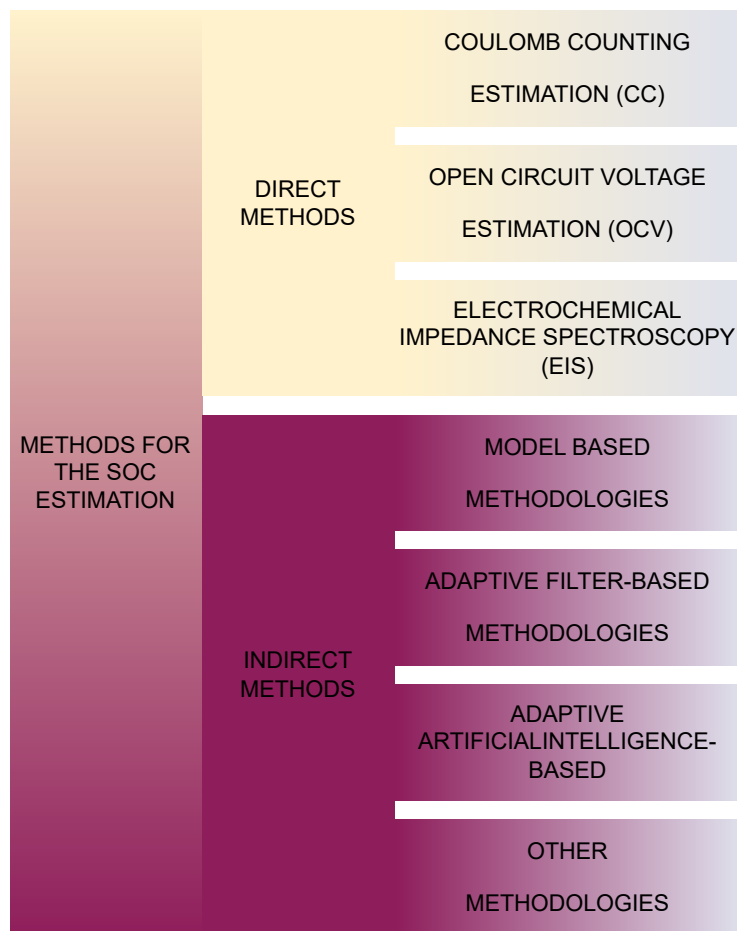 METHODS FOR
THE SOC
ESTIMATION
DIRECT
METHODS
COULOMB COUNTING
ESTIMATION (CC)
OPEN CIRCUIT VOLTAGE
ESTIMATION (OCV)
ELECTROCHEMICAL
IMPEDANCE SPECTROSCOPY
(EIS)
INDIRECT
METHODS
MODEL BASED
METHODOLOGIES
ADAPTIVE FILTER-BASED
METHODOLOGIES
ADAPTIVE
ARTIFICIALINTELLIGENCE-
BASED
OTHER
METHODOLOGIES